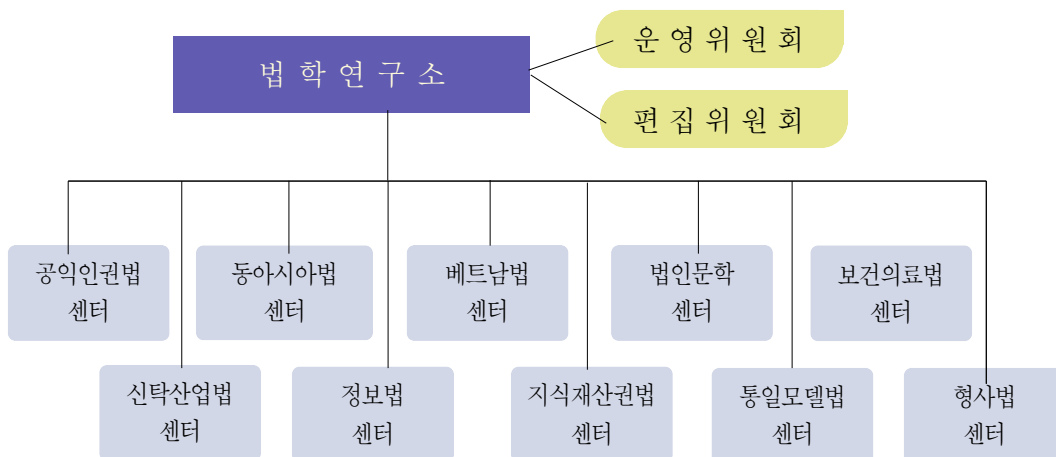 법학연구소
운영위원회
편집위원회
공익인권법
센터
동아시아법
센터
베트남법
센터
법인문학
센터
보건의료법
센터
신탁산업법
센터
정보법
센터
지식재산권법
센터
통일모델법
센터
형사법
센터